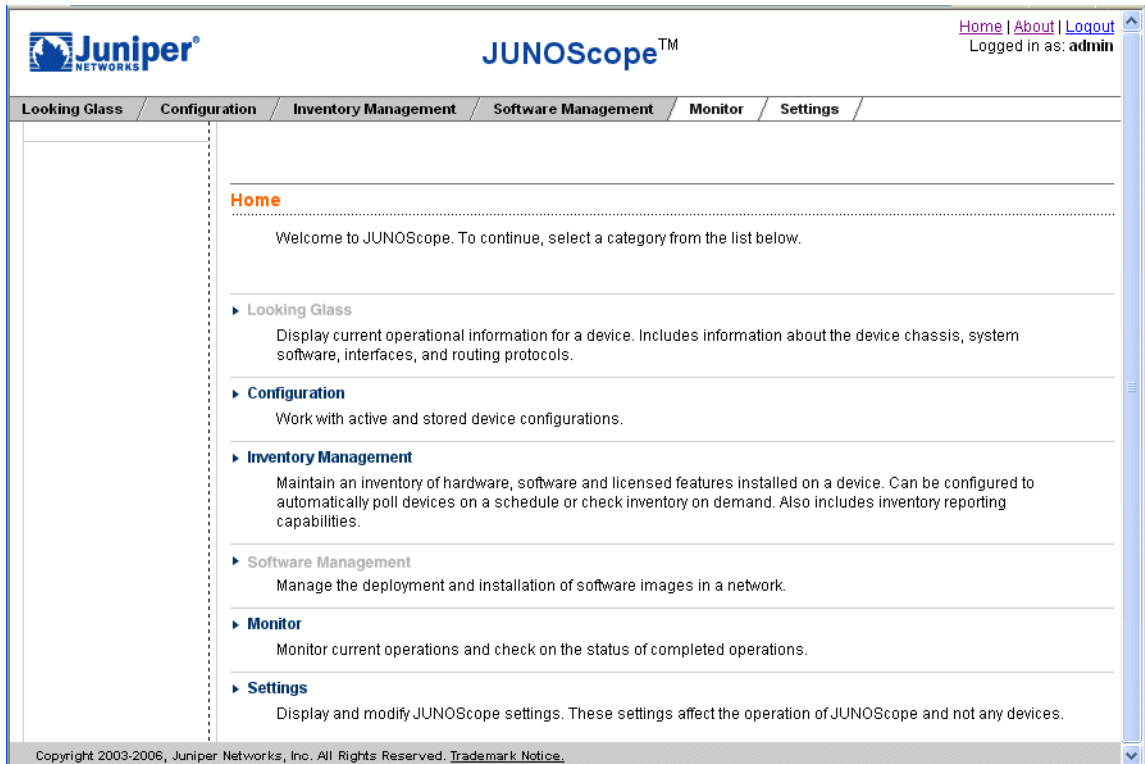 Juniper®
NETWORKS
JUNOScope™
Home | About | Logout
Logged in as: admin
Looking Glass / Configuration / Inventory Management / Software Management / Monitor / Settings /
Home
Welcome to JUNOScope. To continue, select a category from the list below.
Looking Glass
Display current operational information for a device. Includes information about the device chassis, system
software, interfaces, and routing protocols.
Configuration
Work with active and stored device configurations.
Inventory Management
Maintain an inventory of hardware, software and licensed features installed on a device. Can be configured to
automatically poll devices on a schedule or check inventory on demand. Also includes inventory reporting
capabilities.
Software Management
Manage the deployment and installation of software images in a network.
Monitor
Monitor current operations and check on the status of completed operations.
Settings
Display and modify JUNOScope settings. These settings affect the operation of JUNOScope and not any devices.
Copyright 2003-2006, Juniper Networks, Inc. All Rights Reserved. Trademark Notice.